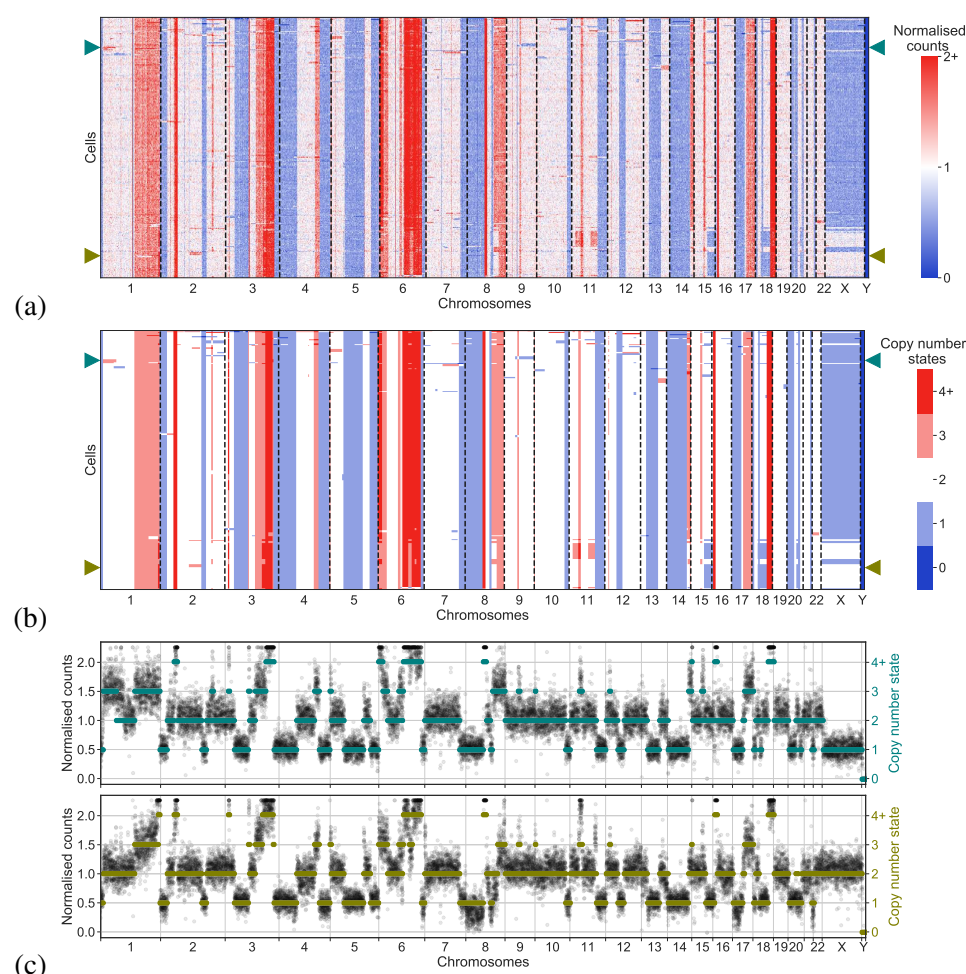 Normalised
counts
2+
1
0
Cells
1 2 3 4 5 6 7 8 9 10 11 12 13 14 15 16 17 18 19 20 22 X Y
Chromosomes
(a)
Copy number
states
4+
3
2
1
0
Cells
1 2 3 4 5 6 7 8 9 10 11 12 13 14 15 16 17 18 19 20 22 X Y
Chromosomes
(b)
Normalised counts
2.0
1.5
1.0
0.5
0.0
4+
3
2
1
0
Copy number state
Normalised counts
2.0
1.5
1.0
0.5
0.0
4+
3
2
1
0
Copy number state
1 2 3 4 5 6 7 8 9 10 11 12 13 14 15 16 17 18 19 20 22 X Y
Chromosomes
(c)